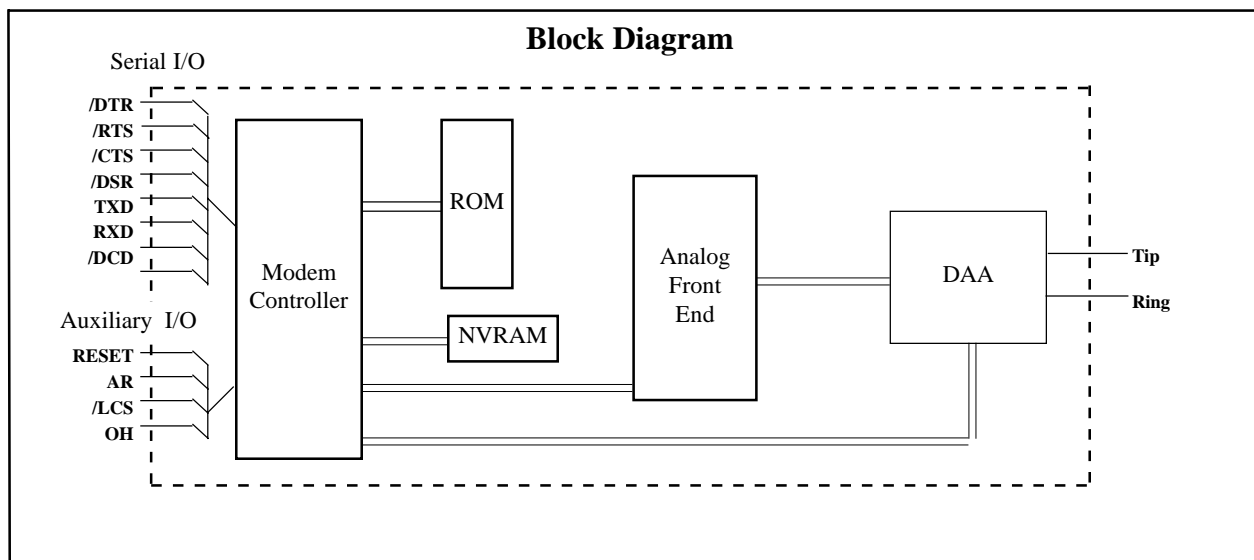 Block Diagram
Serial I/O
/DTR
/RTS
/CTS
/DSR
TXD
RXD
/DCD
Auxiliary I/O
RESET
AR
/LCS
OH
Modem
Controller
ROM
NVRAM
Analog
Front
End
DAA
Tip
Ring